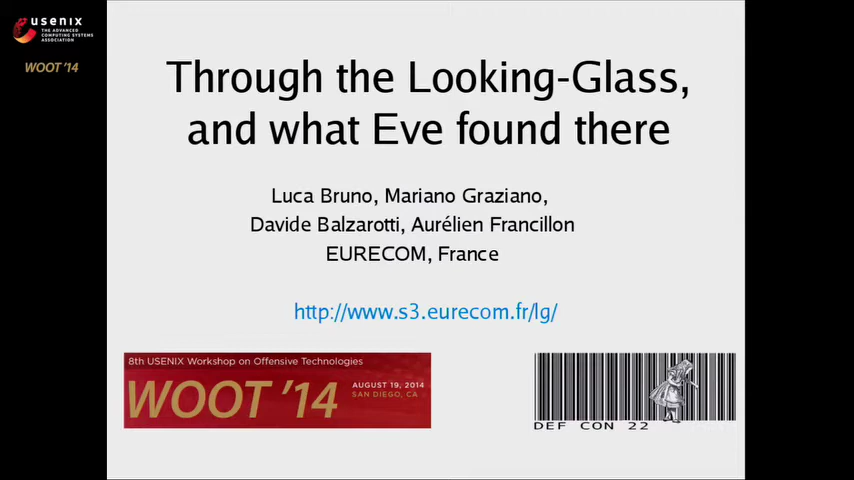 usenix
THE ADVANCED
COMPUTING SYSTEMS
ASSOCIATION
WOOT '14
Through the Looking-Glass,
and what Eve found there
Luca Bruno, Mariano Graziano,
Davide Balzarotti, Aurélien Francillon
EURECOM, France
http://www.s3.eurecom.fr/lg/
8th USENIX Workshop on Offensive Technologies
WOOT '14
AUGUST 19, 2014
SAN DIEGO, CA
DEF CON 22